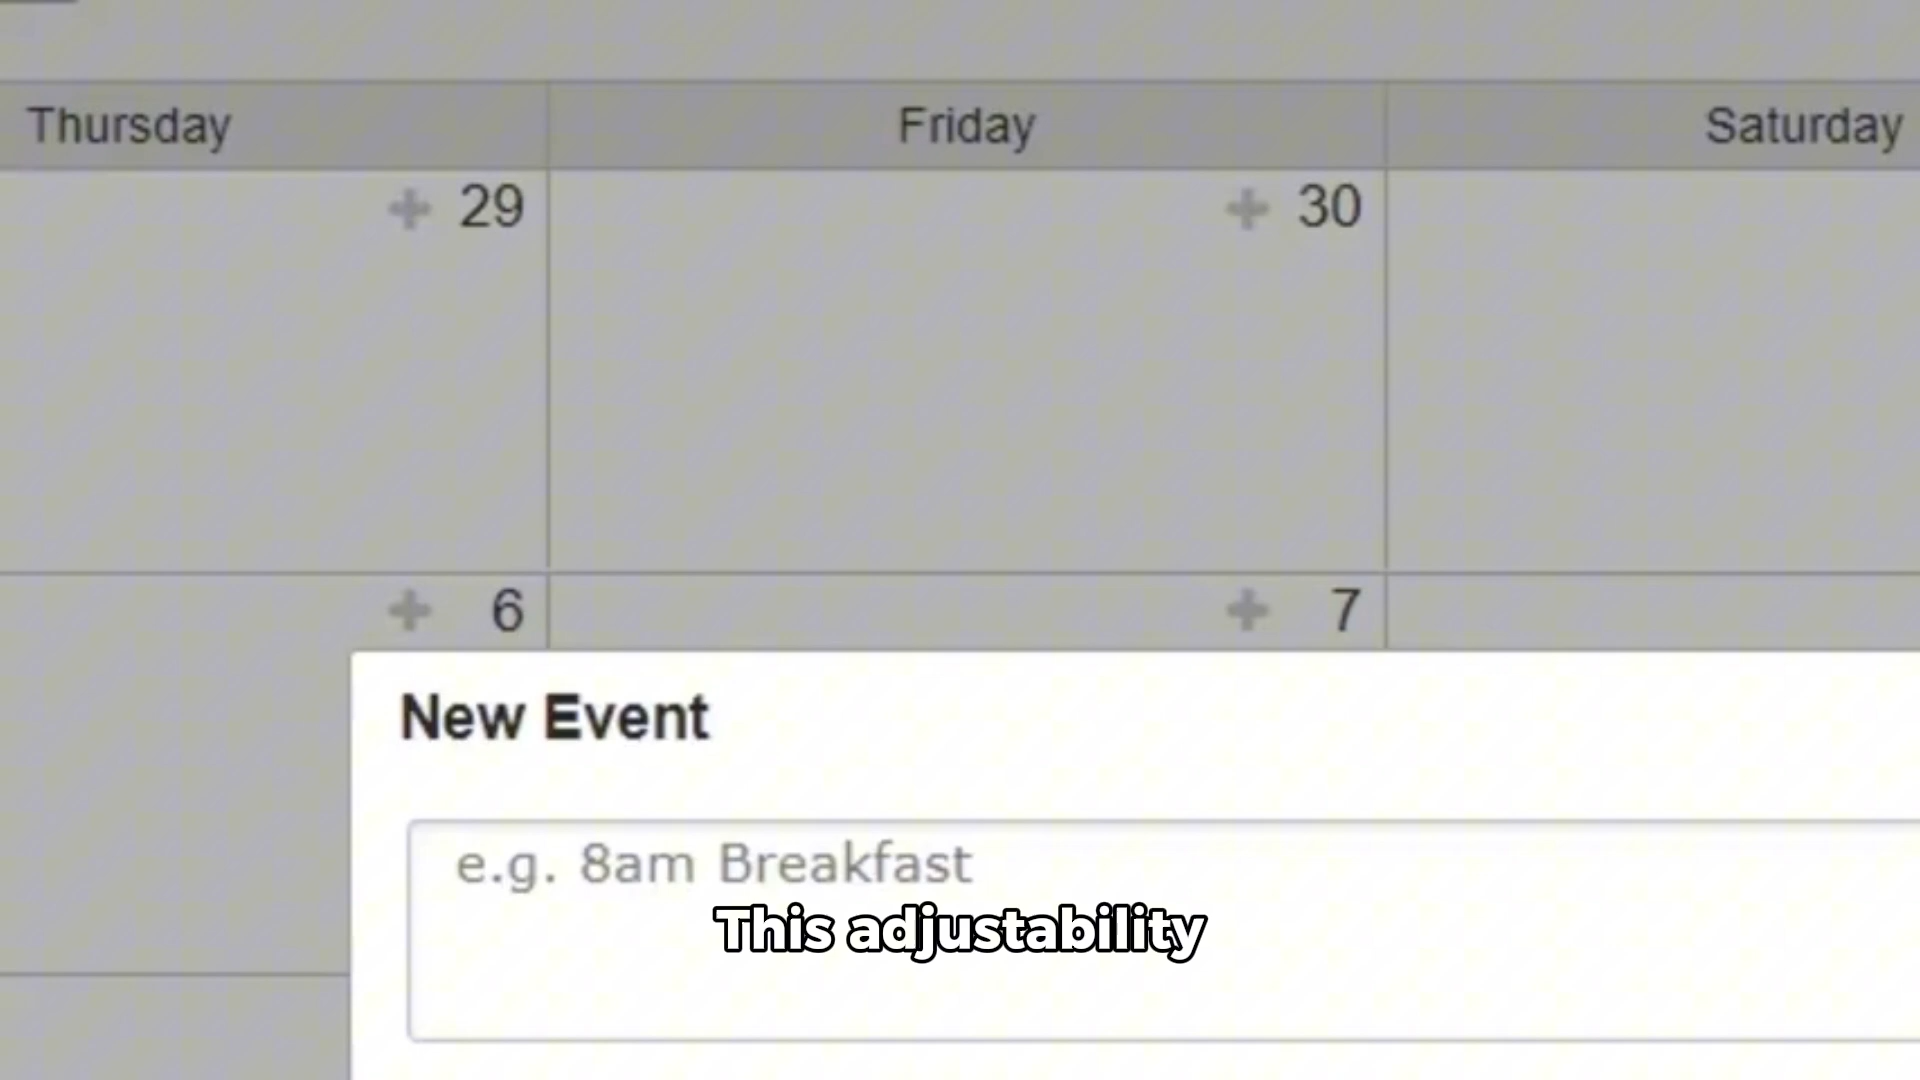 Thursday Friday Saturday
29 30
6 7
New Event
e.g. 8am Breakfast
This adjustability